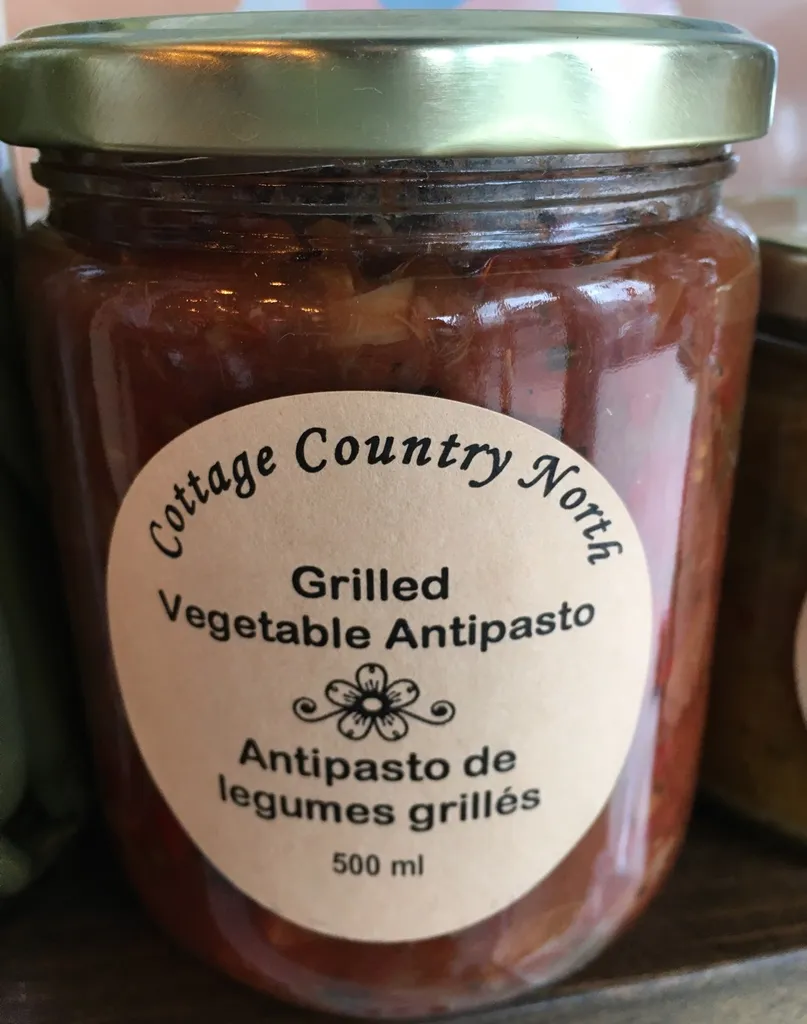 Cottage Country North
Grilled
Vegetable Antipasto
Antipasto de
legumes grillés
500 ml